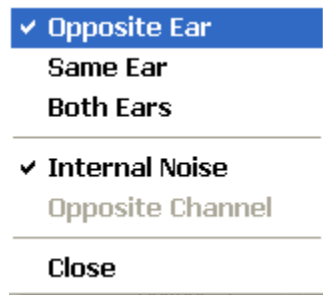 Opposite Ear
Same Ear
Both Ears
Internal Noise
Opposite Channel
Close